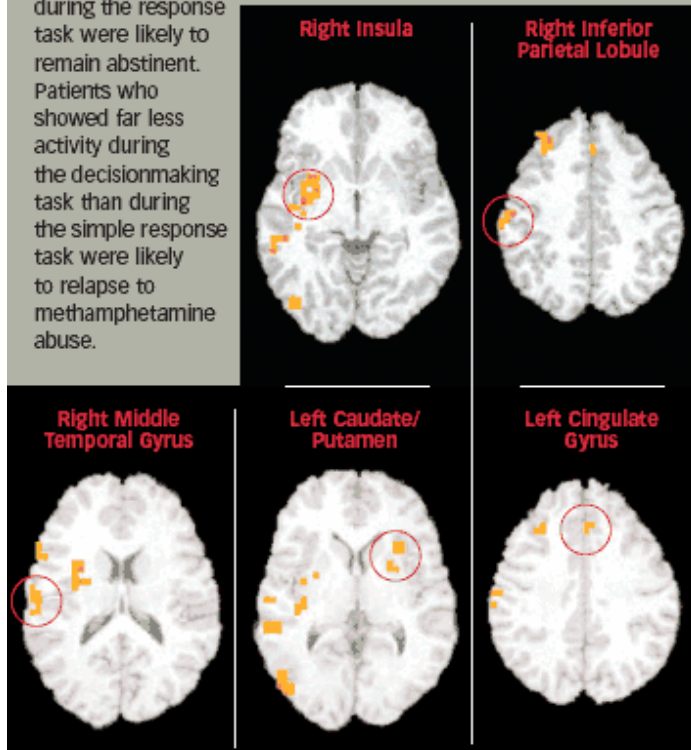 during the response
task were likely to
remain abstinent.
Patients who
showed far less
activity during
the decisionmaking
task than during
the simple response
task were likely
to relapse to
methamphetamine
abuse.
Right Insula
Right Inferior
Parietal Lobule
Right Middle
Temporal Gyrus
Left Caudate/
Putamen
Left Cingulate
Gyrus